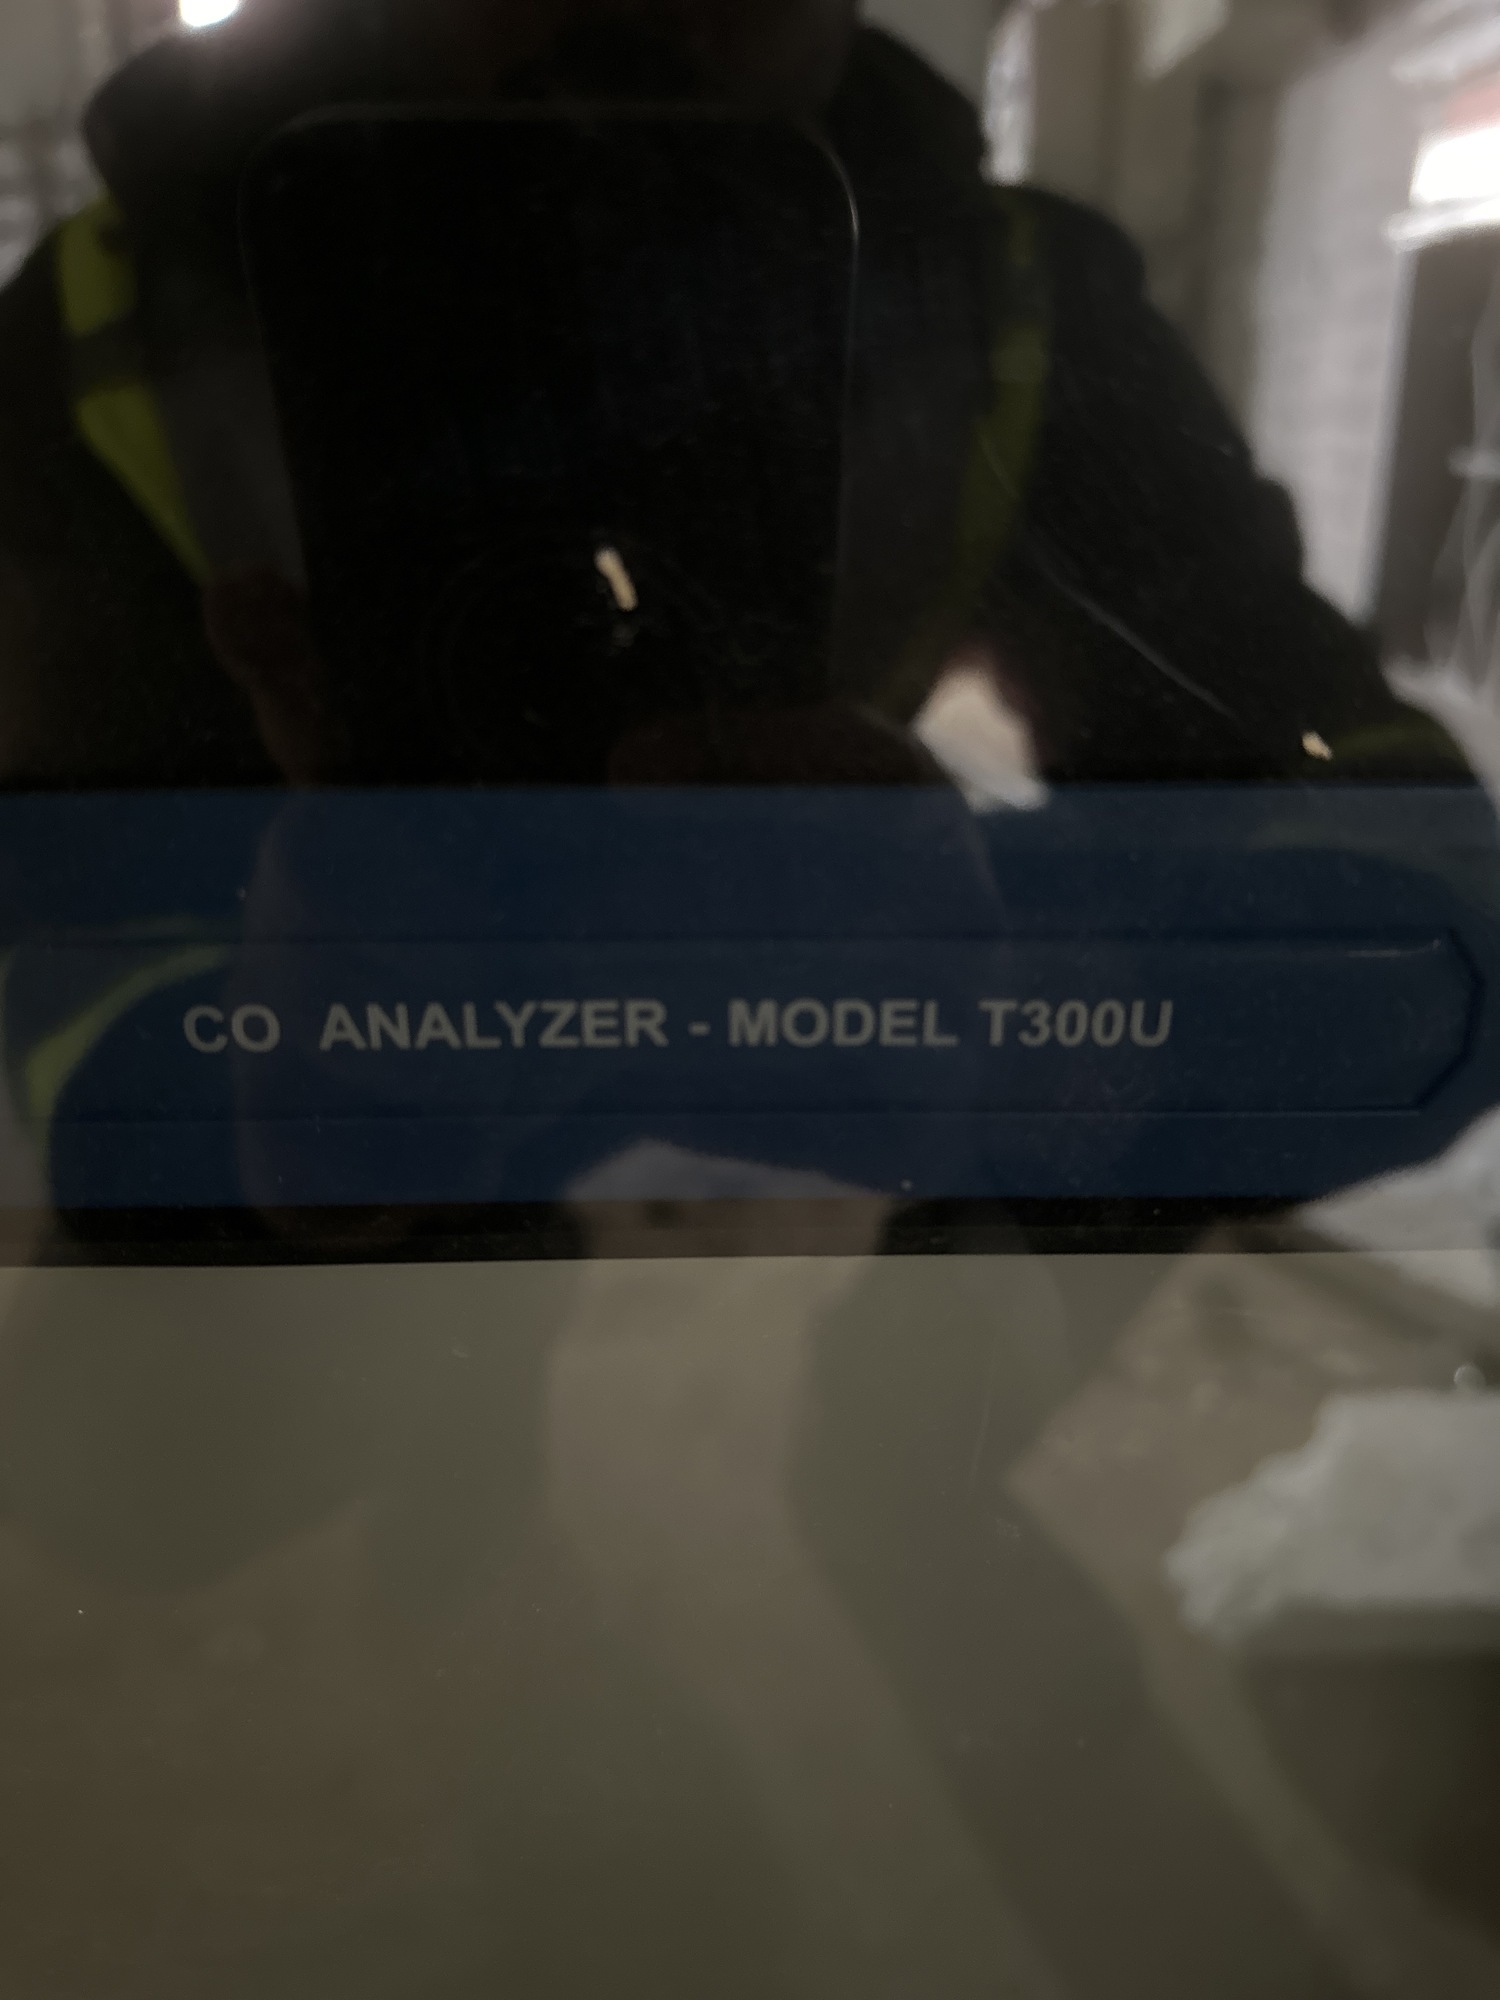 CO ANALYZER - MODEL T300U